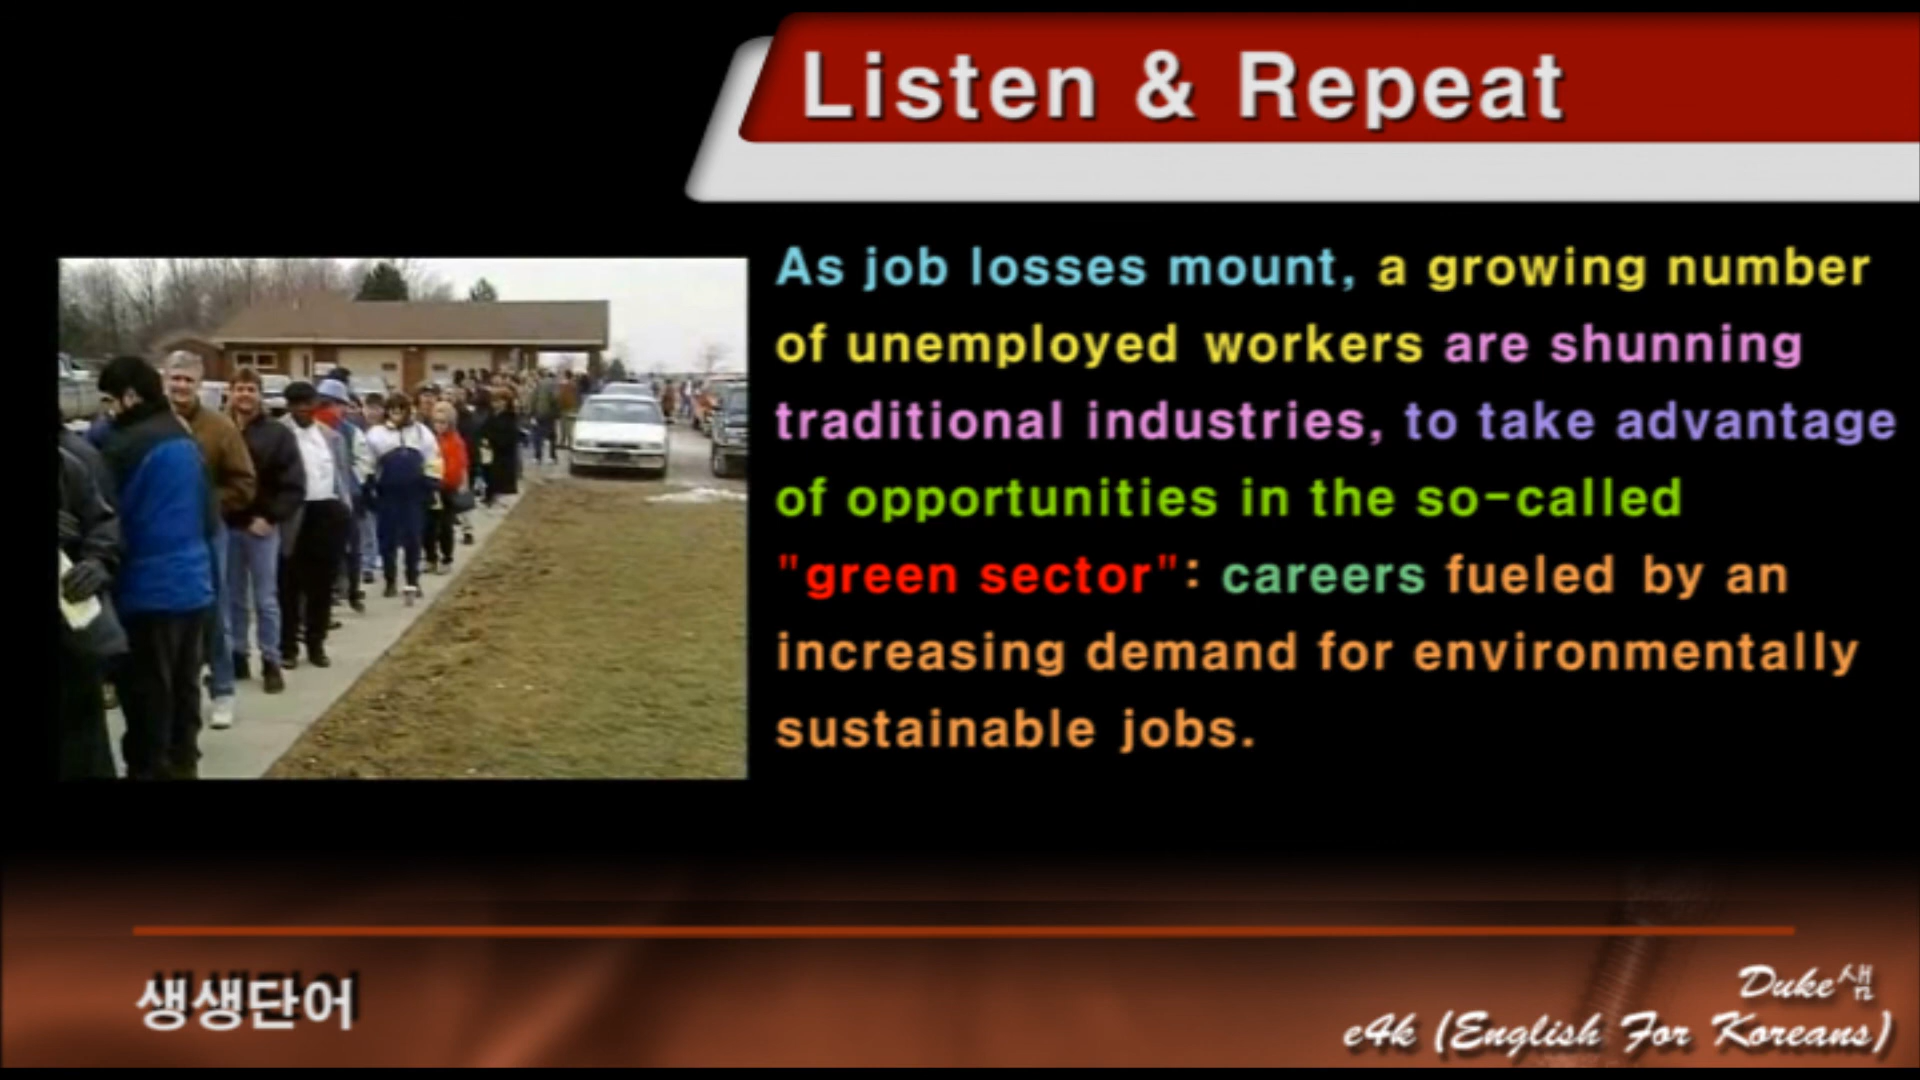 Listen & Repeat
As job losses mount, a growing number
of unemployed workers are shunning
traditional industries, to take advantage
of opportunities in the so-called
"green sector": careers fueled by an
increasing demand for environmentally
sustainable jobs.
생생단어
Duke샘
e4k (English For Koreans)